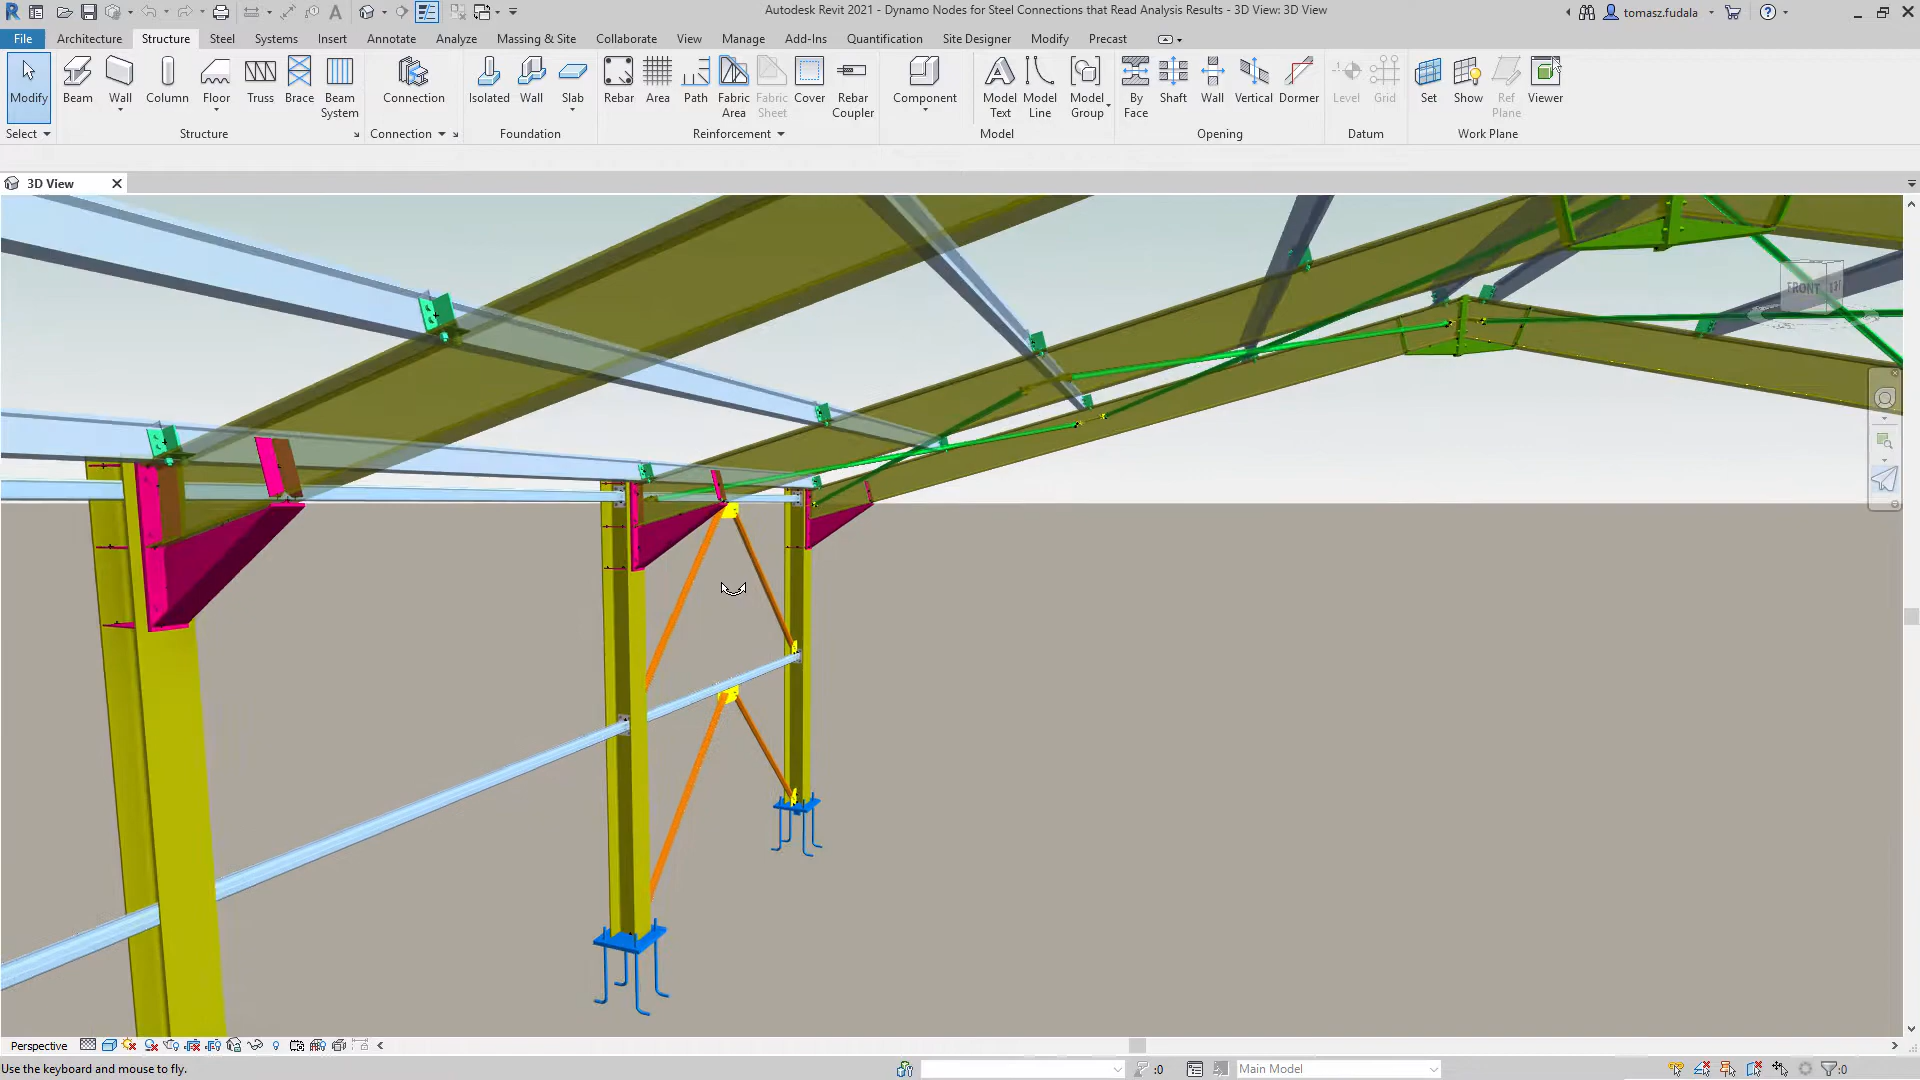 Autodesk Revit 2021 - Dynamo Nodes for Steel Connections that Read Analysis Results - 3D View: 3D View
tomasz.fudala
File Architecture Structure Steel Systems Insert Annotate Analyze Massing & Site Collaborate View Manage Add-Ins Quantification Site Designer Modify Precast
Modify Beam Wall Column Floor Truss Brace Beam System Connection Isolated Wall Slab Rebar Area Path Fabric Area Fabric Sheet Cover Rebar Coupler Component Model Text Model Line Model Group By Face Shaft Wall Vertical Dormer Level Grid Set Show Ref Plane Viewer
Select Structure Connection Foundation Reinforcement Model Opening Datum Work Plane
3D View
FRONT
Perspective
Use the keyboard and mouse to fly.
:0
Main Model
:0